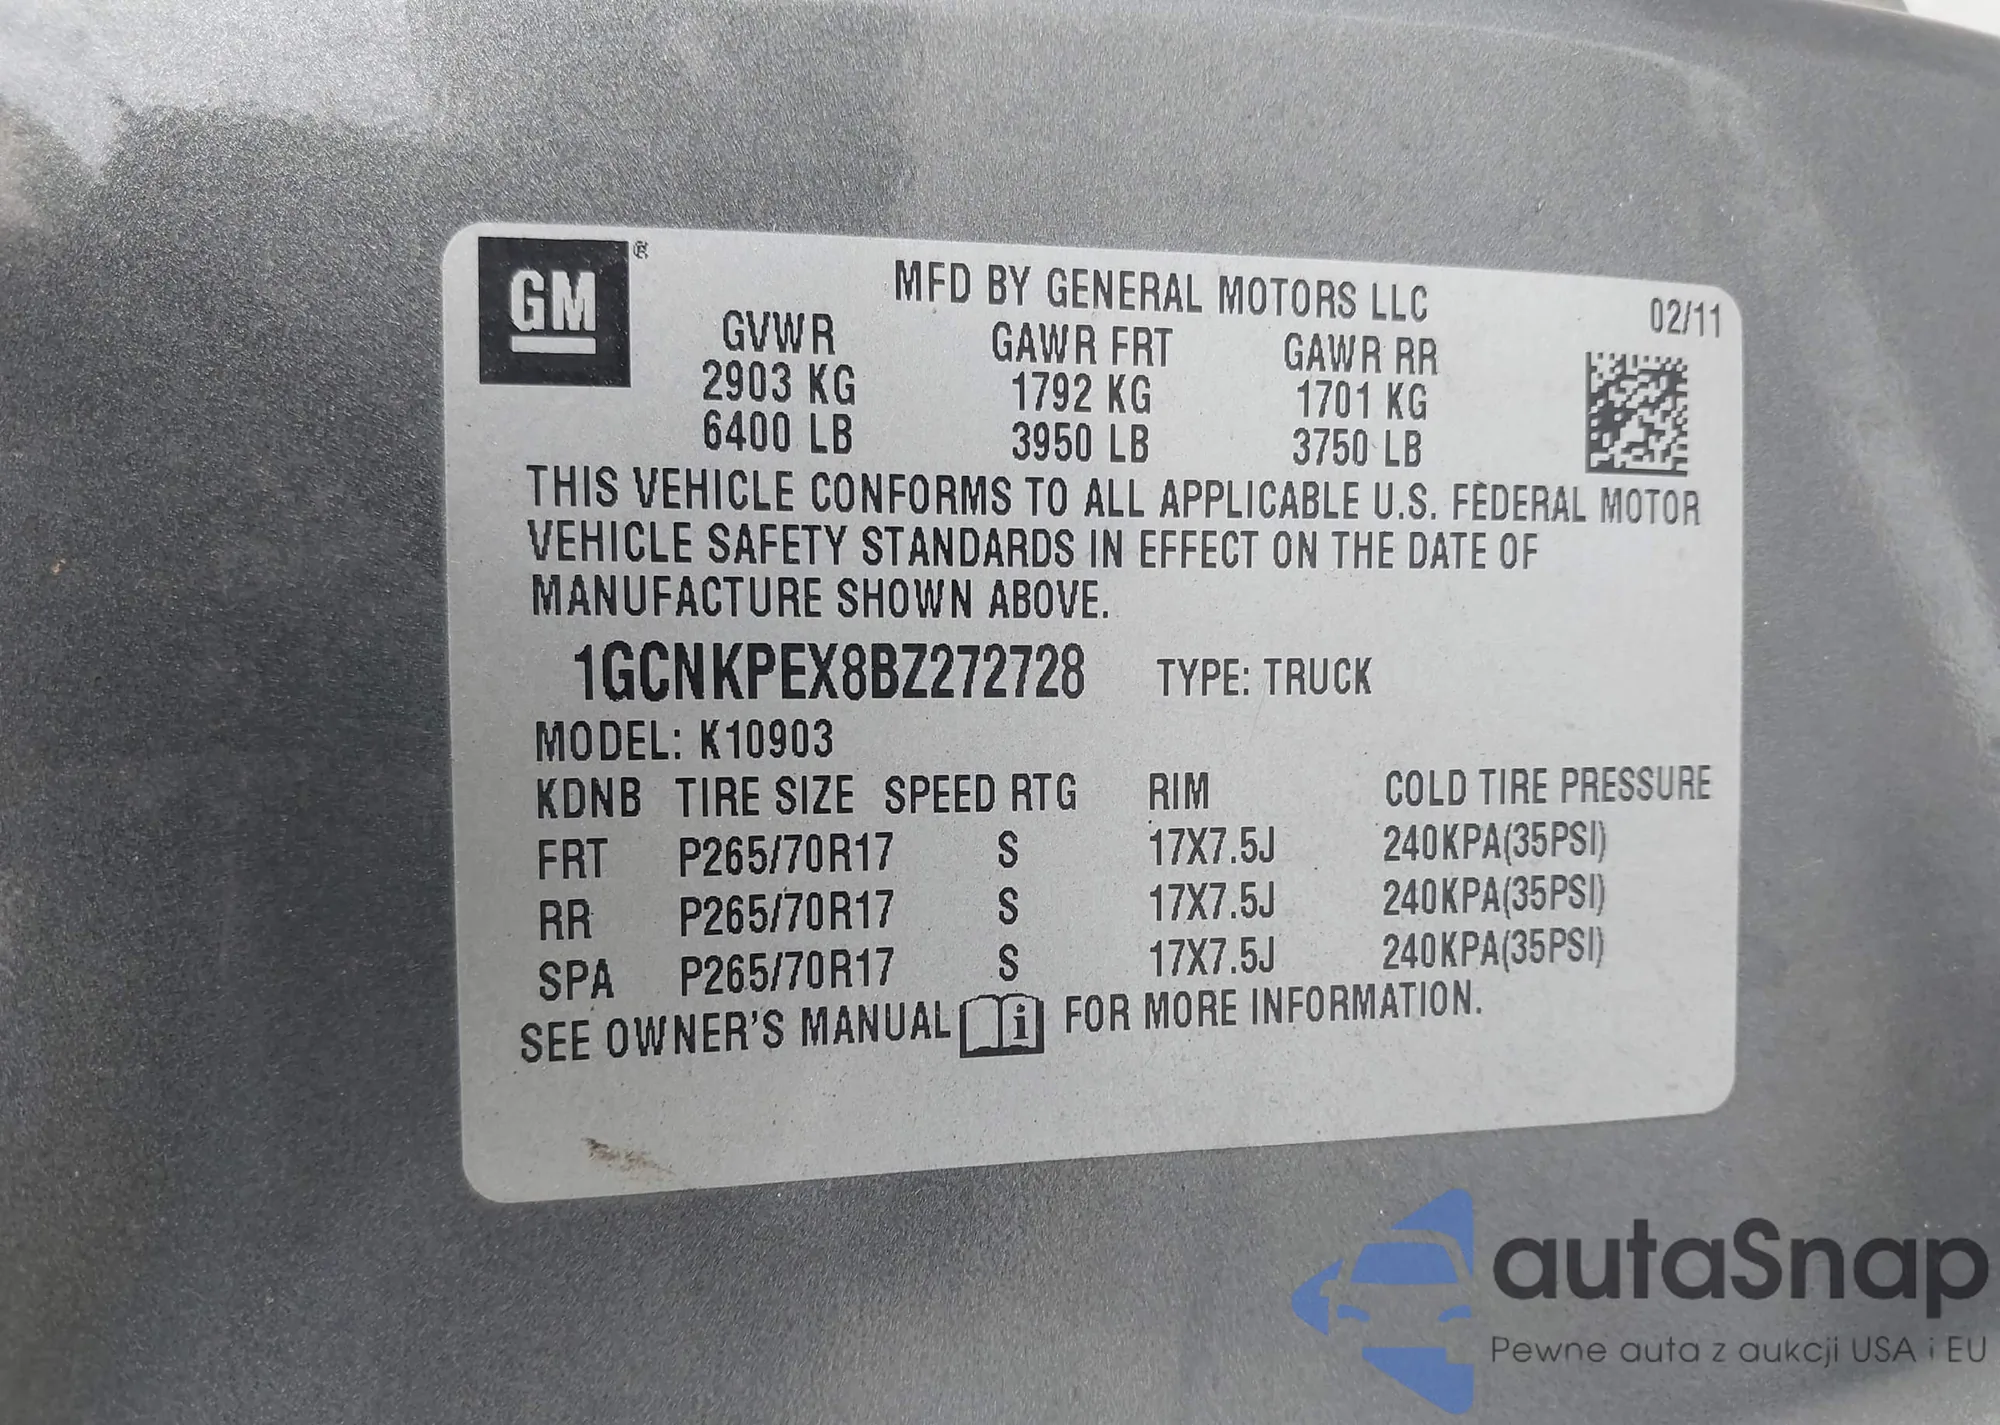 GM ®
MFD BY GENERAL MOTORS LLC 02/11
GVWR GAWR FRT GAWR RR
2903 KG 1792 KG 1701 KG
6400 LB 3950 LB 3750 LB
THIS VEHICLE CONFORMS TO ALL APPLICABLE U.S. FEDERAL MOTOR
VEHICLE SAFETY STANDARDS IN EFFECT ON THE DATE OF
MANUFACTURE SHOWN ABOVE.
1GCNKPEX8BZ272728 TYPE: TRUCK
MODEL: K10903
KDNB TIRE SIZE SPEED RTG RIM COLD TIRE PRESSURE
FRT P265/70R17 S 17X7.5J 240KPA(35PSI)
RR P265/70R17 S 17X7.5J 240KPA(35PSI)
SPA P265/70R17 S 17X7.5J 240KPA(35PSI)
SEE OWNER'S MANUAL i FOR MORE INFORMATION.
autaSnap
Pewne auta z aukcji USA i EU